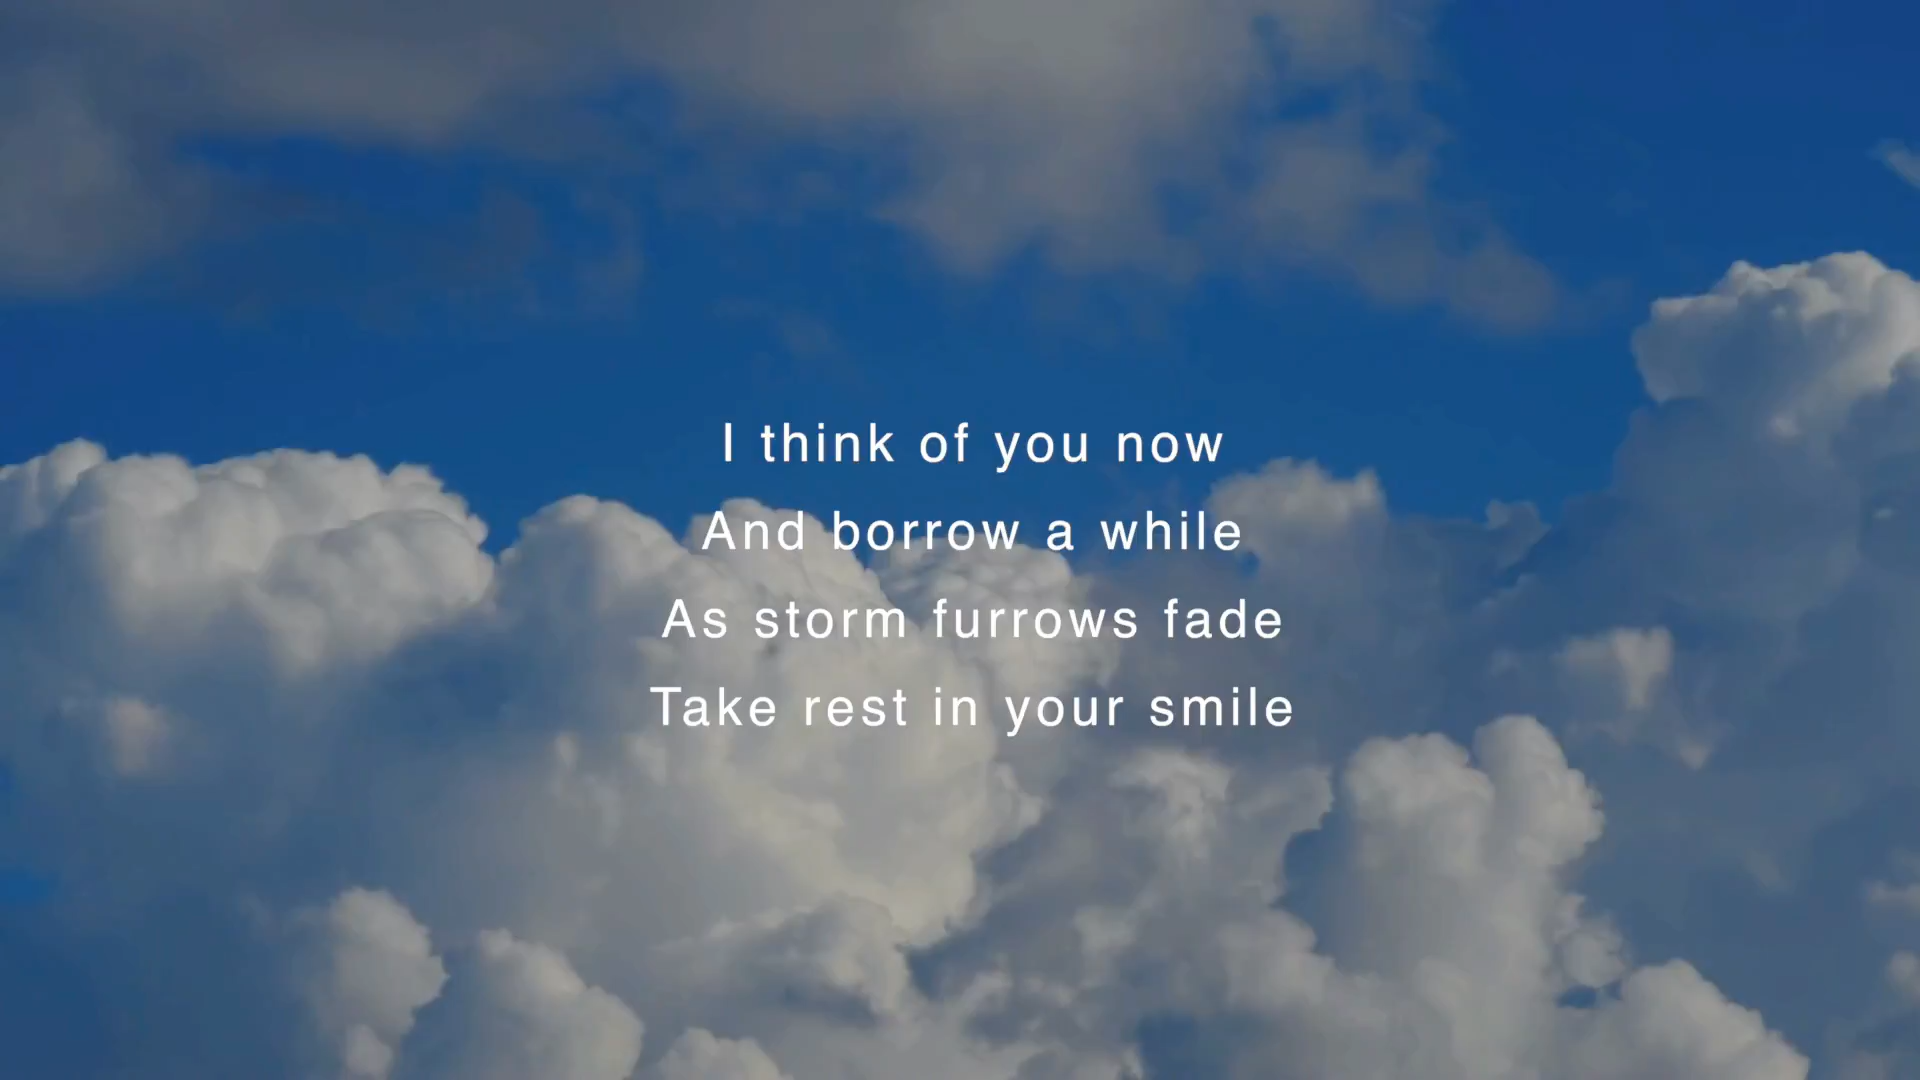 I think of you now
And borrow a while
As storm furrows fade
Take rest in your smile